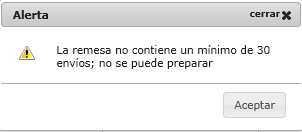 Alerta cerrar
La remesa no contiene un mínimo de 30
envíos; no se puede preparar
Aceptar